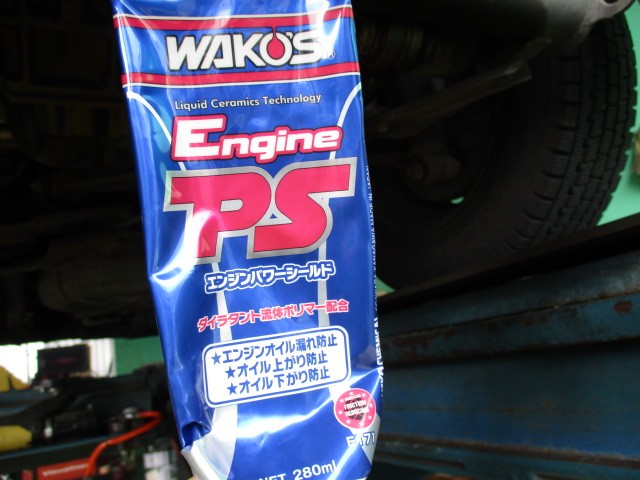 WAKO'S®
Liquid Ceramics Technology
Engine
PS
エンジンパワーシールド
ダイラタント流体ポリマー配合
★エンジンオイル漏れ防止
★オイル上がり防止
★オイル下がり防止
E171
NET 280ml